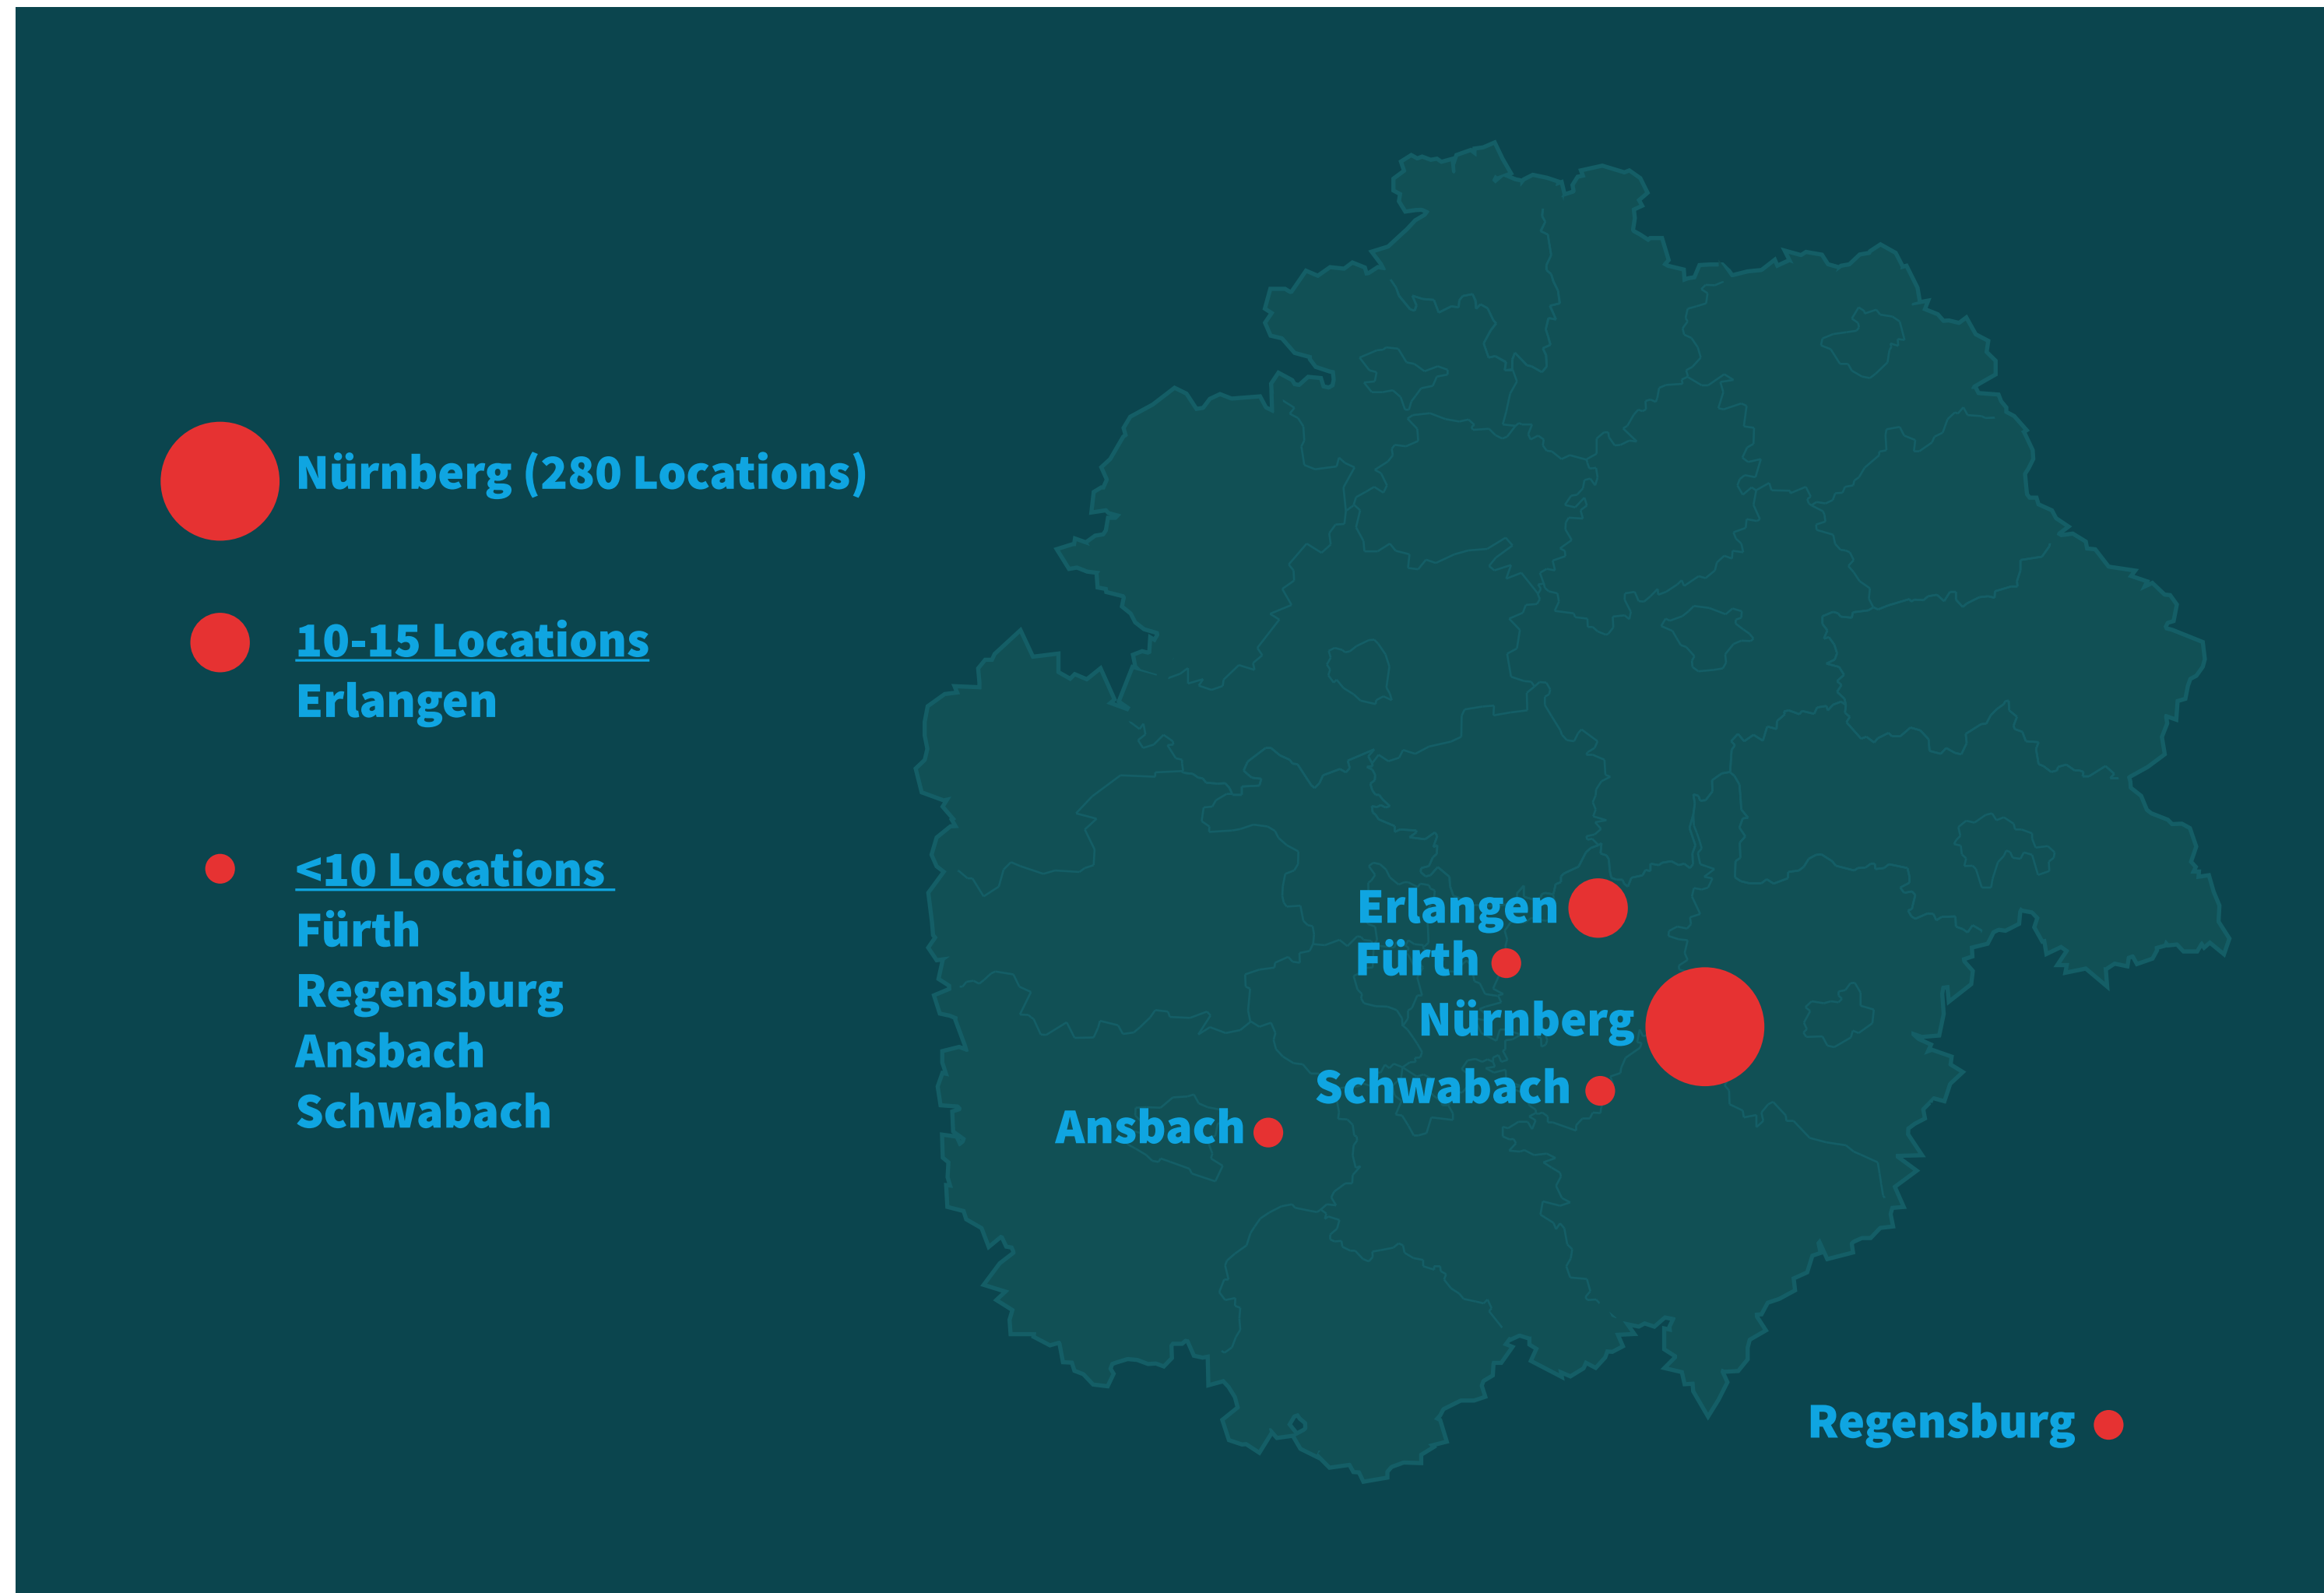 Nürnberg (280 Locations)
10-15 Locations
Erlangen
<10 Locations
Fürth
Regensburg
Ansbach
Schwabach
Erlangen
Fürth
Nürnberg
Schwabach
Ansbach
Regensburg